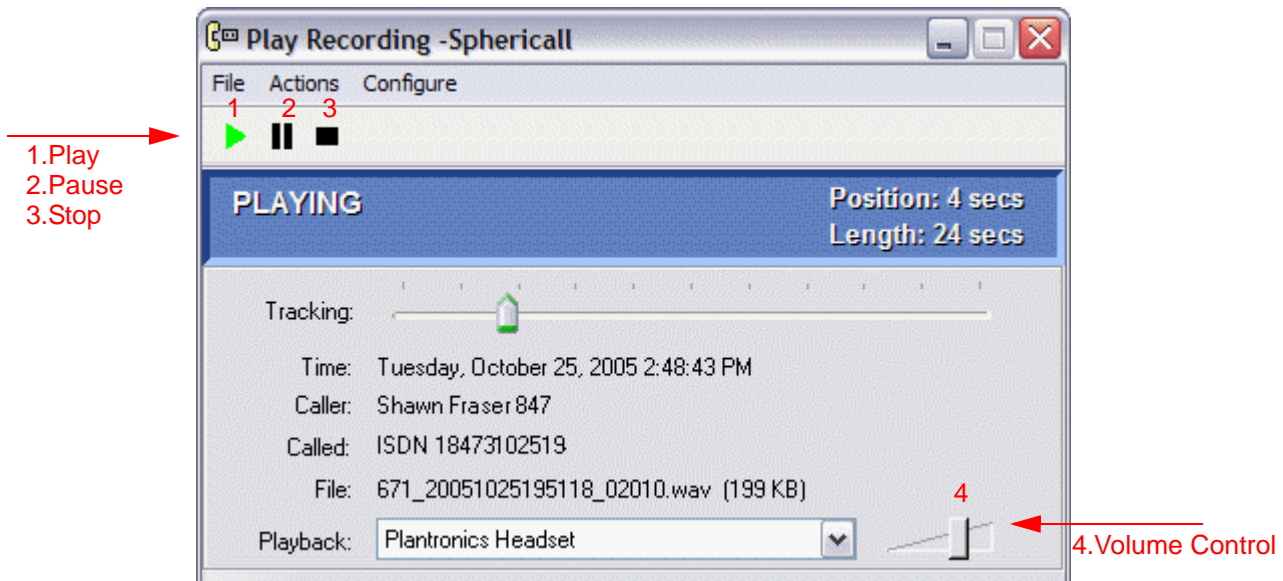 Play Recording -Sphericall
File Actions Configure
1 2 3
1.Play
2.Pause
3.Stop
PLAYING
Position: 4 secs
Length: 24 secs
Tracking:
Time: Tuesday, October 25, 2005 2:48:43 PM
Caller: Shawn Fraser 847
Called: ISDN 18473102519
File: 671_20051025195118_02010.wav (199 KB)
4
Playback: Plantronics Headset
4.Volume Control